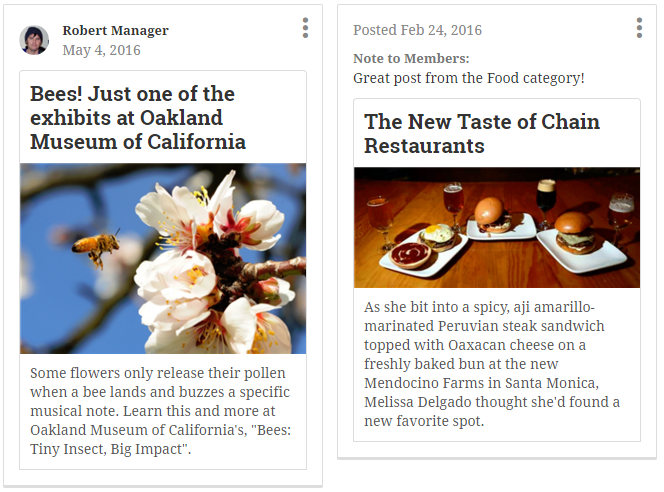 Robert Manager
May 4, 2016
Bees! Just one of the
exhibits at Oakland
Museum of California
Some flowers only release their pollen
when a bee lands and buzzes a specific
musical note. Learn this and more at
Oakland Museum of California's, "Bees:
Tiny Insect, Big Impact".
Posted Feb 24, 2016
Note to Members:
Great post from the Food category!
The New Taste of Chain
Restaurants
As she bit into a spicy, aji amarillo-
marinated Peruvian steak sandwich
topped with Oaxacan cheese on a
freshly baked bun at the new
Mendocino Farms in Santa Monica,
Melissa Delgado thought she'd found a
new favorite spot.